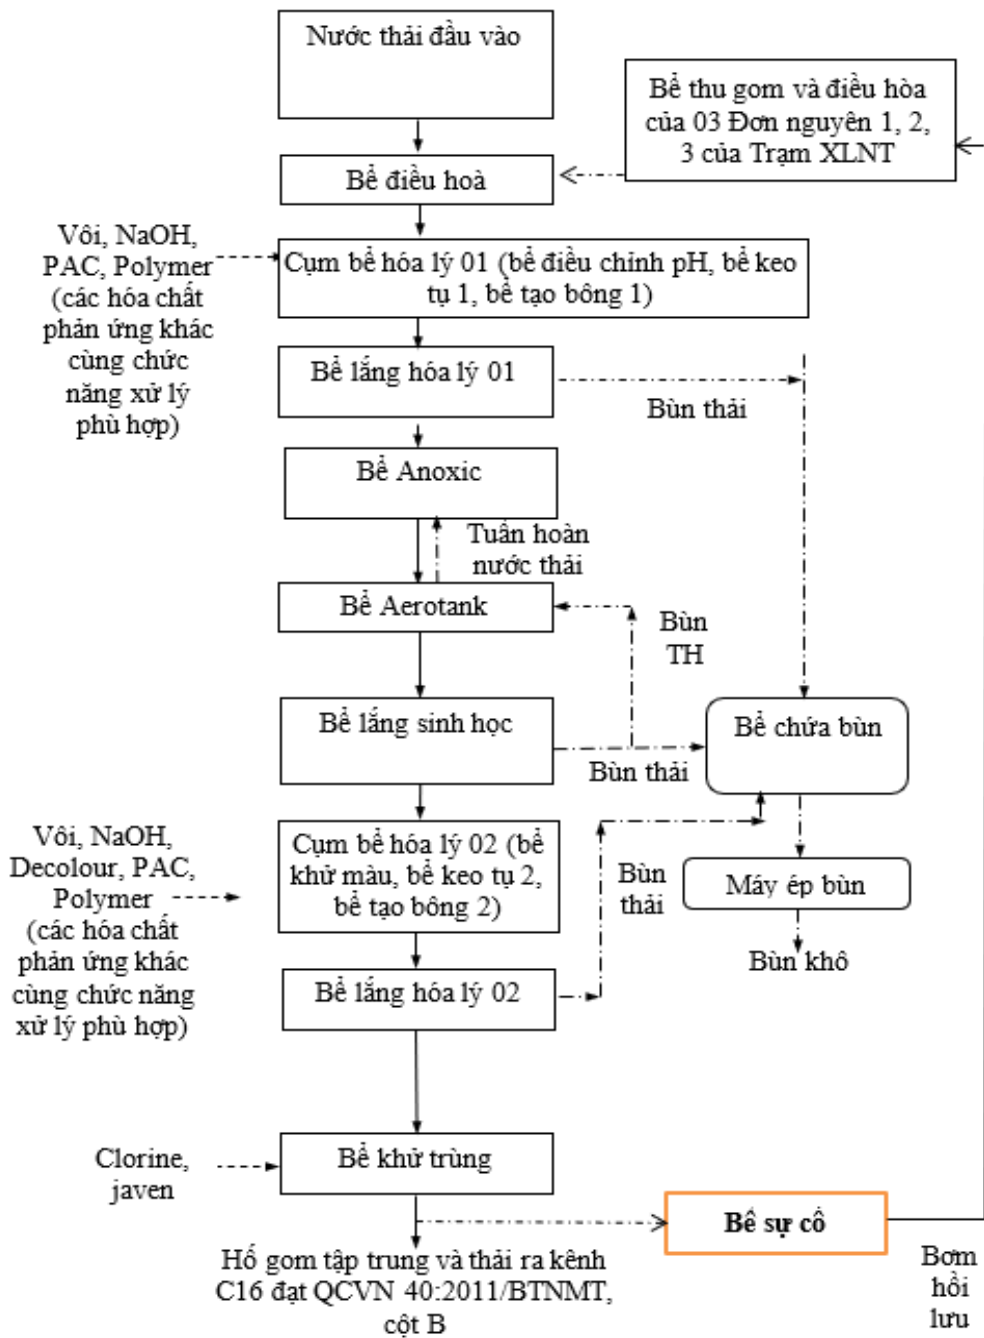 Nước thải đầu vào
Bể thu gom và điều hòa
của 03 Đơn nguyên 1, 2,
3 của Trạm XLNT
Bể điều hoà
Vôi, NaOH,
PAC, Polymer
(các hóa chất
phản ứng khác
cùng chức
năng xử lý
phù hợp)
Cụm bể hóa lý 01 (bể điều chỉnh pH, bể keo
tụ 1, bể tạo bông 1)
Bể lắng hóa lý 01
Bùn thải
Bể Anoxic
Tuần hoàn
nước thải
Bể Aerotank
Bùn
TH
Bể lắng sinh học
Bùn thải
Bể chứa bùn
Vôi, NaOH,
Decolour, PAC,
Polymer
(các hóa chất
phản ứng khác
cùng chức năng
xử lý phù hợp)
Cụm bể hóa lý 02 (bể
khử màu, bể keo tụ 2,
bể tạo bông 2)
Bùn
thải
Máy ép bùn
Bùn khô
Bể lắng hóa lý 02
Clorine,
javen
Bể khử trùng
Bể sự cố
Bơm
hồi
lưu
Hố gom tập trung và thải ra kênh
C16 đạt QCVN 40:2011/BTNMT,
cột B